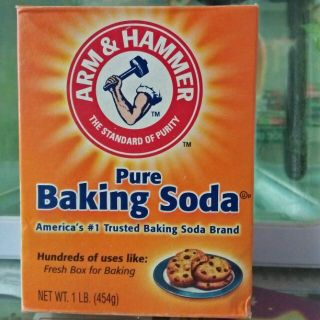 ARM & HAMMER
THE STANDARD OF PURITY
TM
TM
Pure
Baking Soda
America's #1 Trusted Baking Soda Brand
Hundreds of uses like:
Fresh Box for Baking
NET WT. 1 LB. (454g)